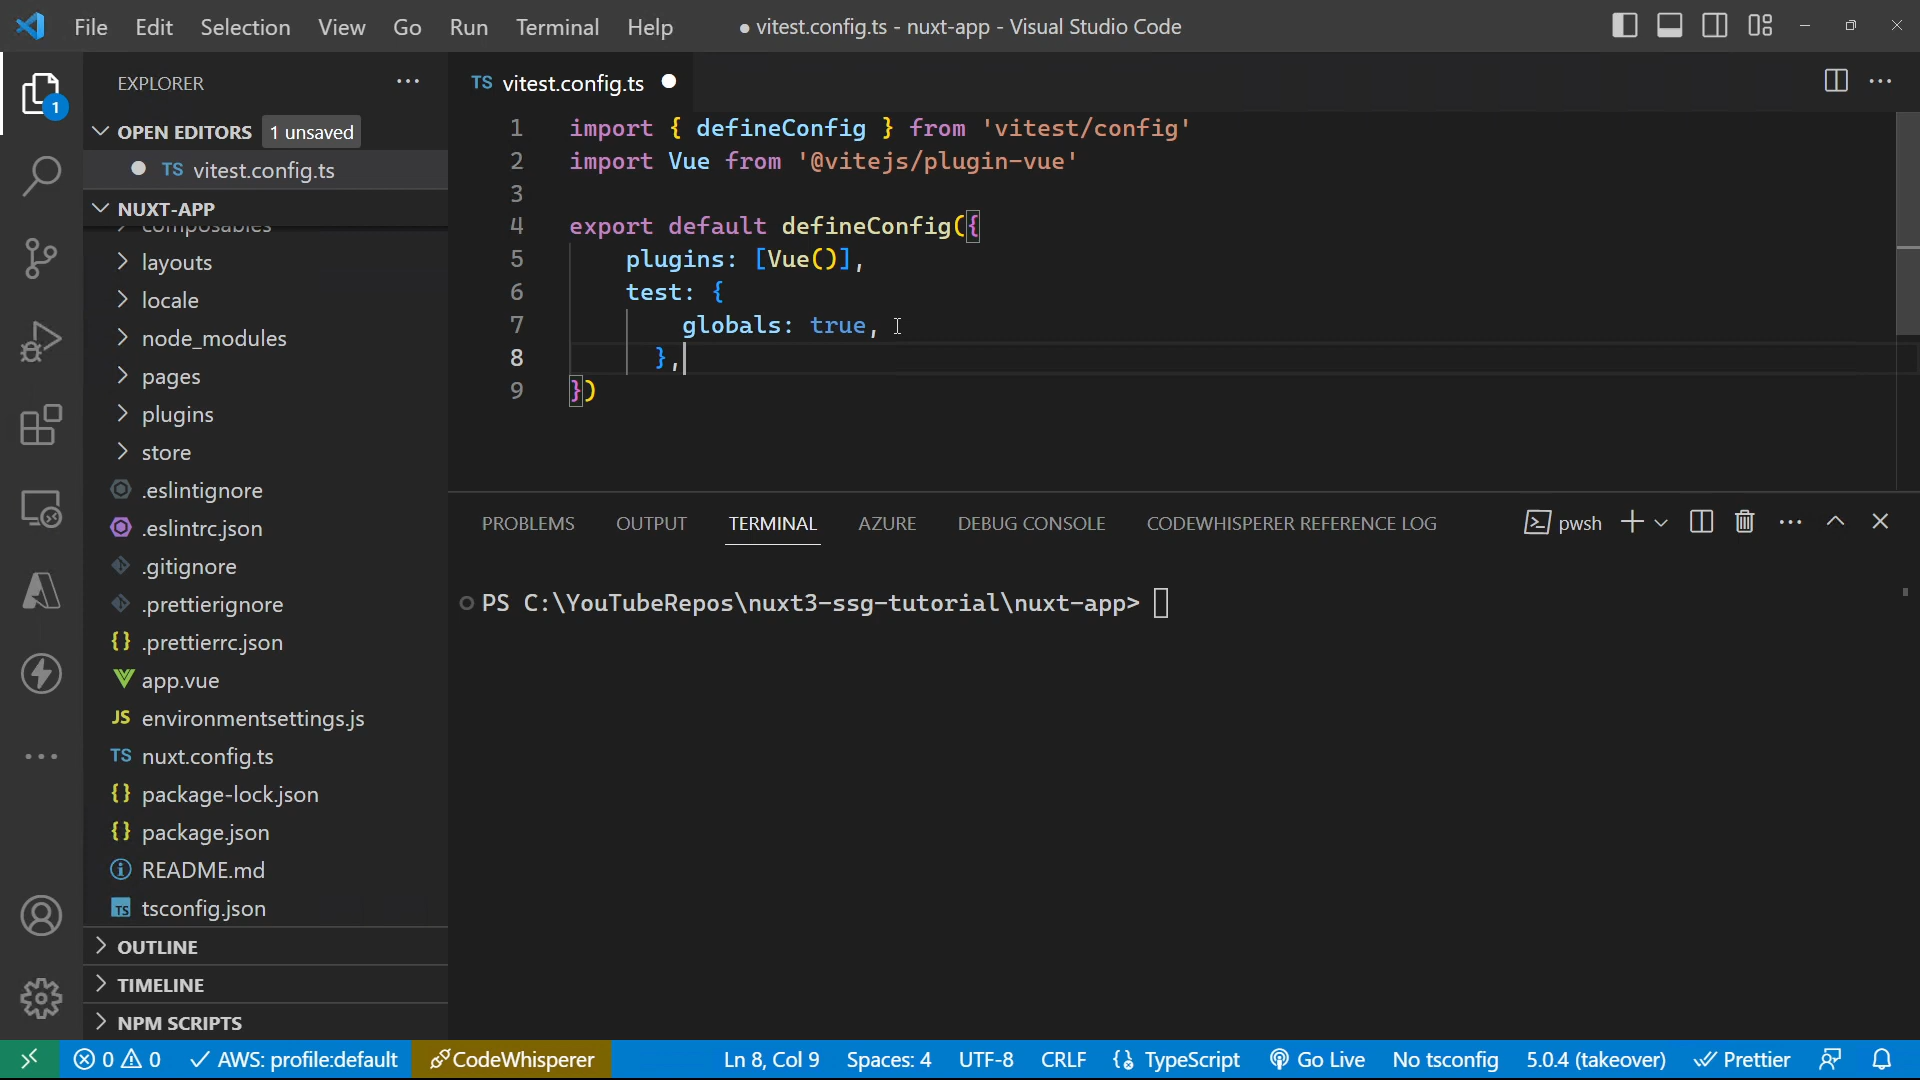 File Edit Selection View Go Run Terminal Help
● vitest.config.ts - nuxt-app - Visual Studio Code
1
EXPLORER
OPEN EDITORS 1 unsaved
TS vitest.config.ts
NUXT-APP
composables
layouts
locale
node_modules
pages
plugins
store
.eslintignore
.eslintrc.json
.gitignore
.prettierignore
{} .prettierrc.json
app.vue
JS environmentsettings.js
TS nuxt.config.ts
{} package-lock.json
{} package.json
README.md
TS tsconfig.json
OUTLINE
TIMELINE
NPM SCRIPTS
TS vitest.config.ts
1 import { defineConfig } from 'vitest/config'
2 import Vue from '@vitejs/plugin-vue'
3
4 export default defineConfig({
5 plugins: [Vue()],
6 test: {
7 globals: true,
8 },
9 })
PROBLEMS OUTPUT TERMINAL AZURE DEBUG CONSOLE CODEWHISPERER REFERENCE LOG
pwsh
PS C:\YouTubeRepos\nuxt3-ssg-tutorial\nuxt-app>
0 0 AWS: profile:default CodeWhisperer Ln 8, Col 9 Spaces: 4 UTF-8 CRLF {} TypeScript Go Live No tsconfig 5.0.4 (takeover) Prettier